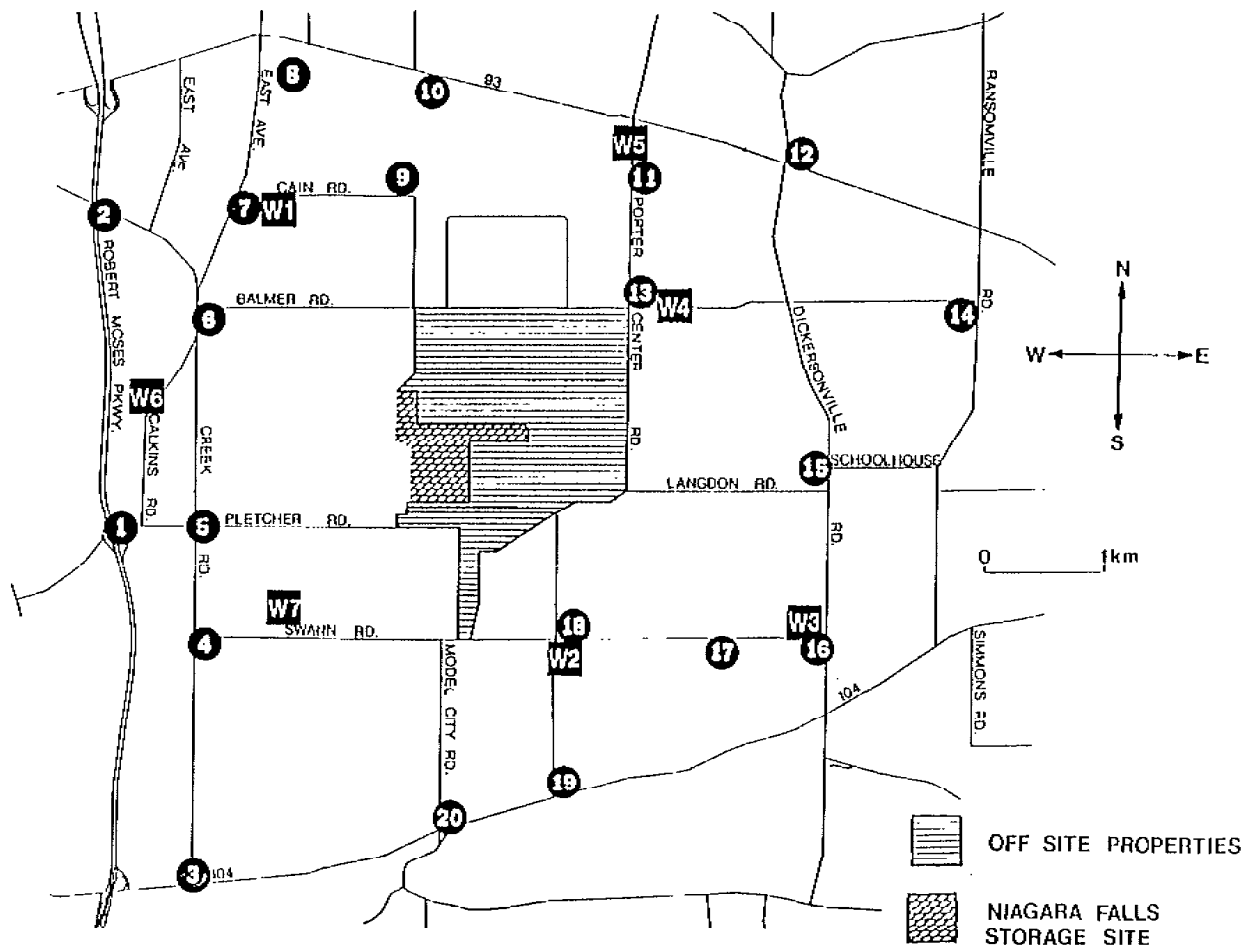 93
EAST AVE.
EAST AVE.
8
10
RANSOMVILLE RD.
W5
12
9
11
CAIN RD.
2
7
W1
PORTER CENTER RD.
ROBERT MOSES PKWY.
N
13
W4
BALMER RD.
6
14
DICKERSONVILLE RD.
W
E
W6
CALKINS RD.
CREEK RD.
S
15
SCHOOLHOUSE
LANGDON RD.
1
5
PLETCHER RD.
0
1km
W7
SWANN RD.
18
W3
4
W2
17
16
MODEL CITY RD.
SIMMONS RD.
104
19
20
3
104
OFF SITE PROPERTIES
NIAGARA FALLS
STORAGE SITE